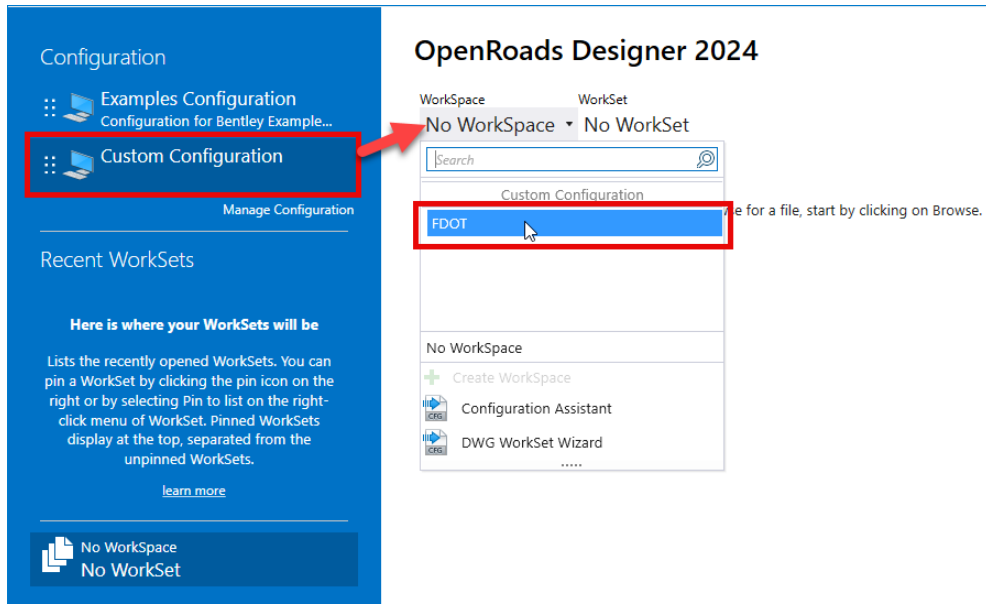 Configuration
Examples Configuration
Configuration for Bentley Example...
Custom Configuration
Manage Configuration
Recent WorkSets
Here is where your WorkSets will be
Lists the recently opened WorkSets. You can
pin a WorkSet by clicking the pin icon on the
right or by selecting Pin to list on the right-
click menu of WorkSet. Pinned WorkSets
display at the top, separated from the
unpinned WorkSets.
learn more
No WorkSpace
No WorkSet
OpenRoads Designer 2024
WorkSpace WorkSet
No WorkSpace No WorkSet
Search
Custom Configuration
FDOT
for a file, start by clicking on Browse.
No WorkSpace
Create WorkSpace
CFG Configuration Assistant
CFG DWG WorkSet Wizard
.....